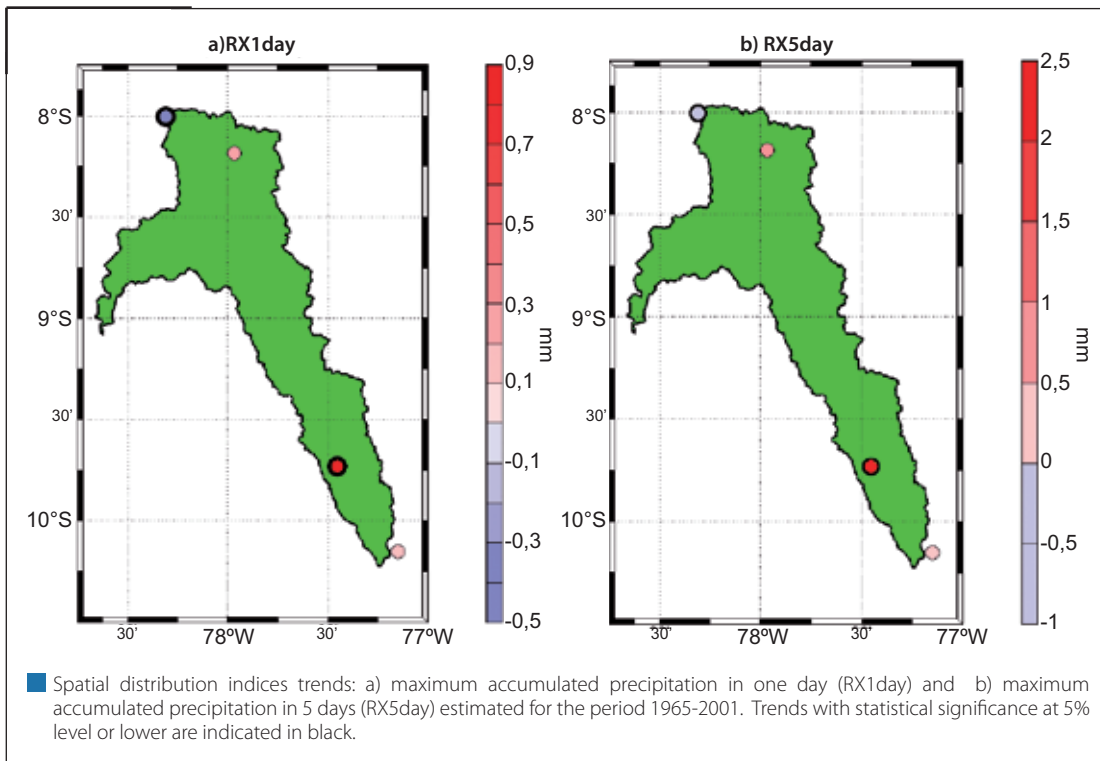 a)RX1day
b) RX5day
8°S
30’
9°S
30’
10°S
30’
78°W
30’
77°W
0,9
0,7
0,5
0,3
0,1
-0,1
-0,3
-0,5
mm
8°S
30’
9°S
30’
10°S
30’
78°W
30’
77°W
2,5
2
1,5
1
0,5
0
-0,5
-1
mm
Spatial distribution indices trends: a) maximum accumulated precipitation in one day (RX1day) and b) maximum
accumulated precipitation in 5 days (RX5day) estimated for the period 1965-2001. Trends with statistical significance at 5%
level or lower are indicated in black.